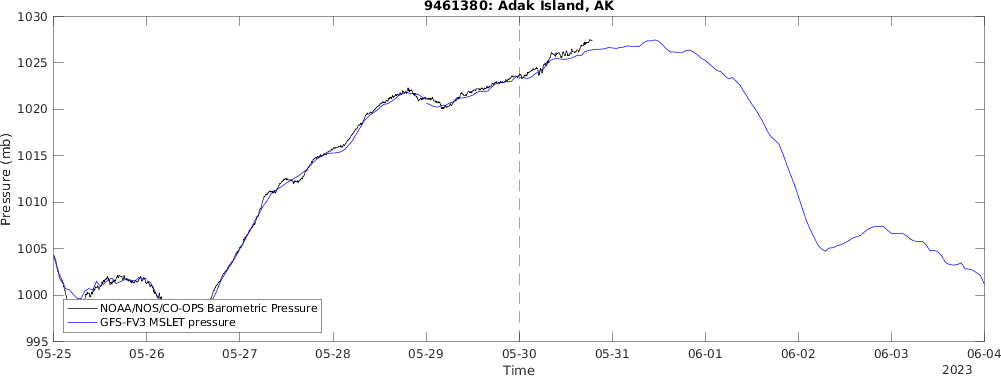 9461380: Adak Island, AK
1030
1025
1020
1015
1010
1005
1000
995
Pressure (mb)
NOAA/NOS/CO-OPS Barometric Pressure
GFS-FV3 MSLET pressure
05-25 05-26 05-27 05-28 05-29 05-30 05-31 06-01 06-02 06-03 06-04
Time
2023